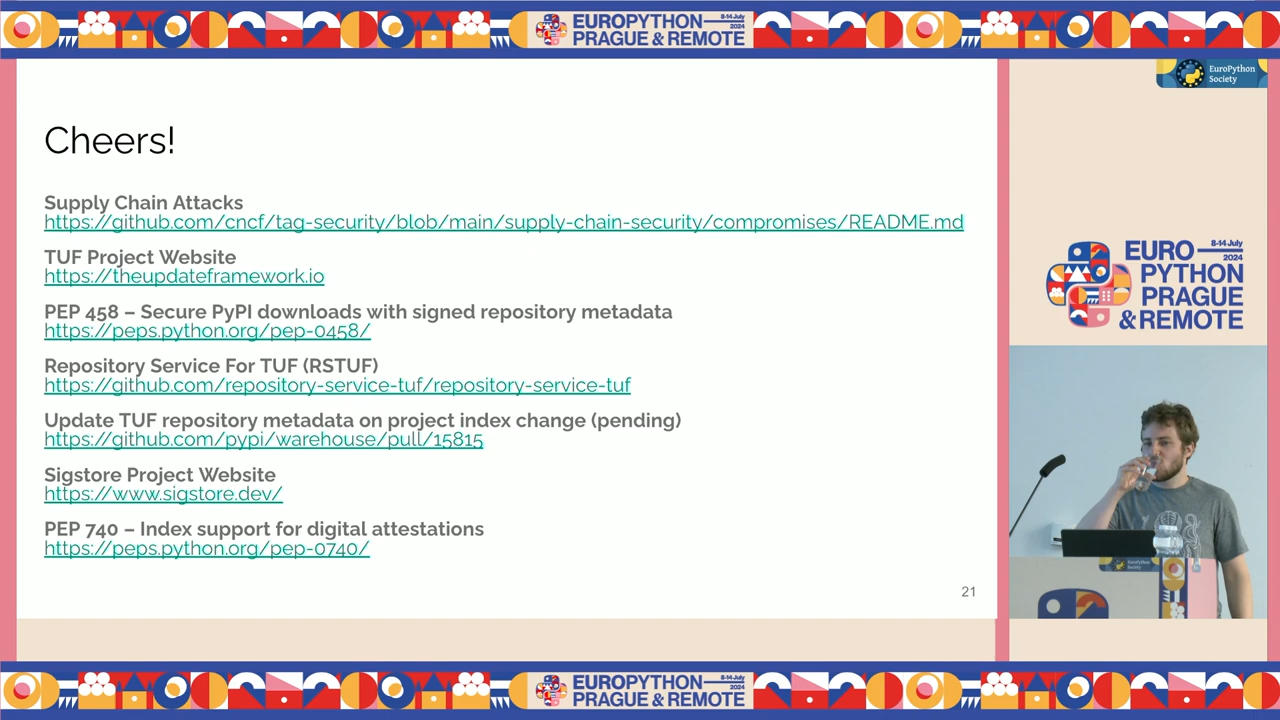 EUROPYTHON
8-14 July
2024
PRAGUE & REMOTE
EuroPython
Society
Cheers!
Supply Chain Attacks
https://github.com/cncf/tag-security/blob/main/supply-chain-security/compromises/README.md
TUF Project Website
https://theupdateframework.io
PEP 458 – Secure PyPI downloads with signed repository metadata
https://peps.python.org/pep-0458/
Repository Service For TUF (RSTUF)
https://github.com/repository-service-tuf/repository-service-tuf
Update TUF repository metadata on project index change (pending)
https://github.com/pypi/warehouse/pull/15815
Sigstore Project Website
https://www.sigstore.dev/
PEP 740 – Index support for digital attestations
https://peps.python.org/pep-0740/
21
EURO
8-14 July
2024
PYTHON
PRAGUE
& REMOTE
EuroPython
Society
EUROPYTHON
8-14 July
2024
PRAGUE & REMOTE